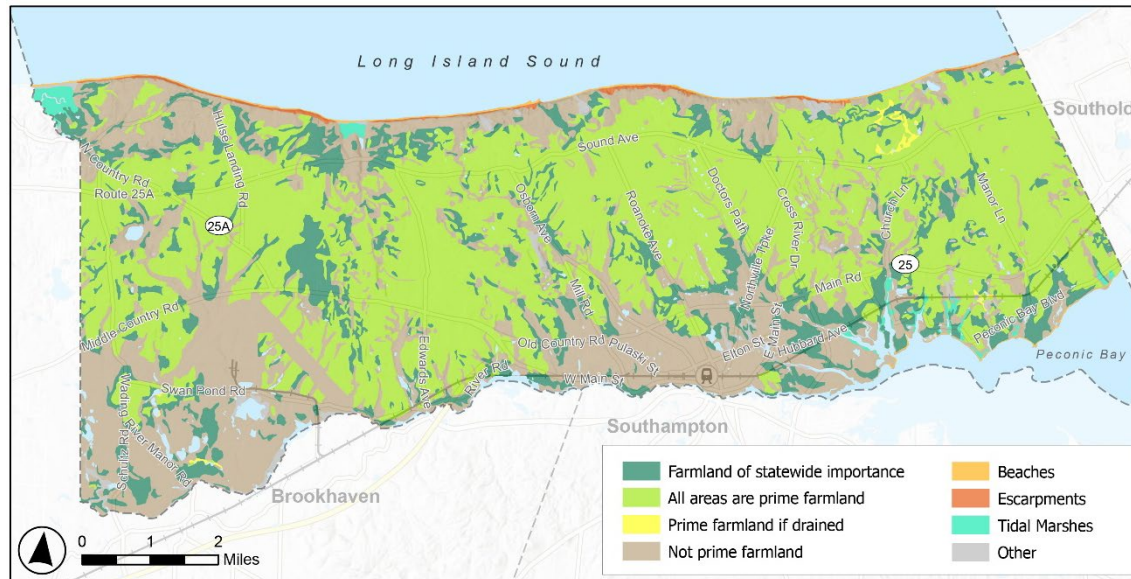 Long Island Sound
Southold
Sound Ave
N Country Rd
Route 25A
Hulse Landing Rd
25A
Osborn Ave
Roanoke Ave
Doctors Path
Cross River Dr
Church Ln
Manor Ln
Northville Tpke
25
Main Rd
Mill Rd
Middle Country Rd
Edwards Ave
Old Country Rd
Pulaski St
Elton St
E Main St
Hubbard Ave
Peconic Bay Blvd
Peconic Bay
River Rd
W Main St
Swan Pond Rd
Wading River Manor Rd
Schultz Rd
Southampton
Brookhaven
Farmland of statewide importance
All areas are prime farmland
Prime farmland if drained
Not prime farmland
Beaches
Escarpments
Tidal Marshes
Other
0 1 2
Miles